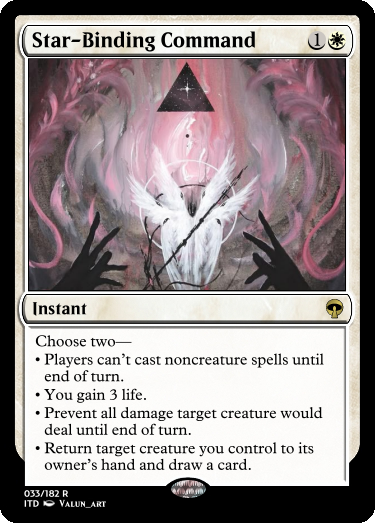 Star-Binding Command 1
Instant
Choose two—
• Players can't cast noncreature spells until
end of turn.
• You gain 3 life.
• Prevent all damage target creature would
deal until end of turn.
• Return target creature you control to its
owner's hand and draw a card.
033/182 R
ITD Valun_art